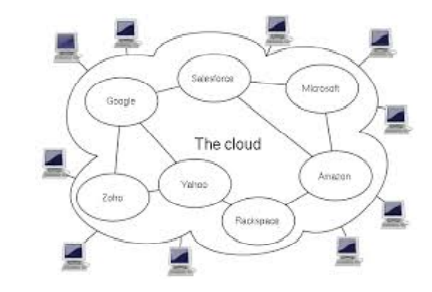 Salesforce
Microsoft
Google
The cloud
Amazon
Yahoo
Zoho
Rackspace